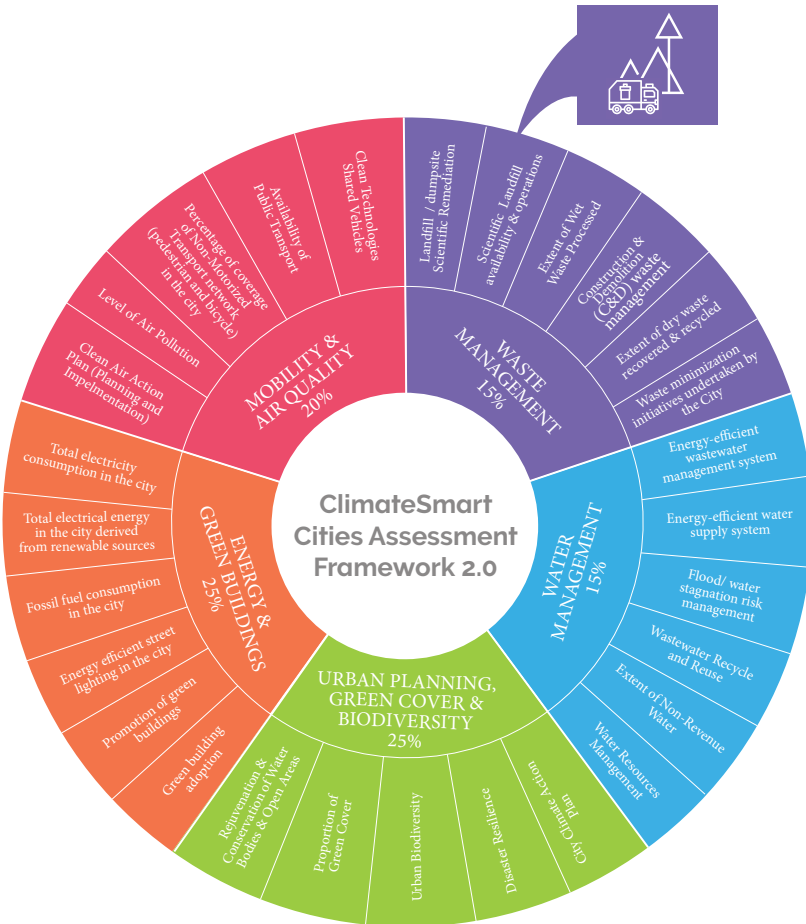 ClimateSmart
Cities Assessment
Framework 2.0
WASTE
MANAGEMENT
15%
Landfill / dumpsite
Scientific Remediation
Scientific Landfill
availability & operations
Extent of Wet
Waste Processed
Construction &
Demolition
(C&D) waste
management
Extent of dry waste
recovered & recycled
Waste minimization
initiatives undertaken by
the City
WATER
MANAGEMENT
15%
Energy-efficient
wastewater
management system
Energy-efficient water
supply system
Flood/ water
stagnation risk
management
Wastewater Recycle
and Reuse
Extent of Non-Revenue
Water
Water Resources
Management
URBAN PLANNING,
GREEN COVER &
BIODIVERSITY
25%
City Climate Action
Plan
Disaster Resilience
Urban Biodiversity
Proportion of
Green Cover
Rejuvenation &
Conservation of Water
Bodies & Open Areas
ENERGY &
GREEN BUILDINGS
25%
Green building
adoption
Promotion of green
buildings
Energy efficient street
lighting in the city
Fossil fuel consumption
in the city
Total electrical energy
in the city derived
from renewable sources
Total electricity
consumption in the city
MOBILITY &
AIR QUALITY
20%
Clean Air Action
Plan (Planning and
Impelmentation)
Level of Air Pollution
Percentage of coverage
of Non-Motorized
Transport network
(pedestrian and bicycle)
in the city
Availability of
Public Transport
Clean Technologies
Shared Vehicles